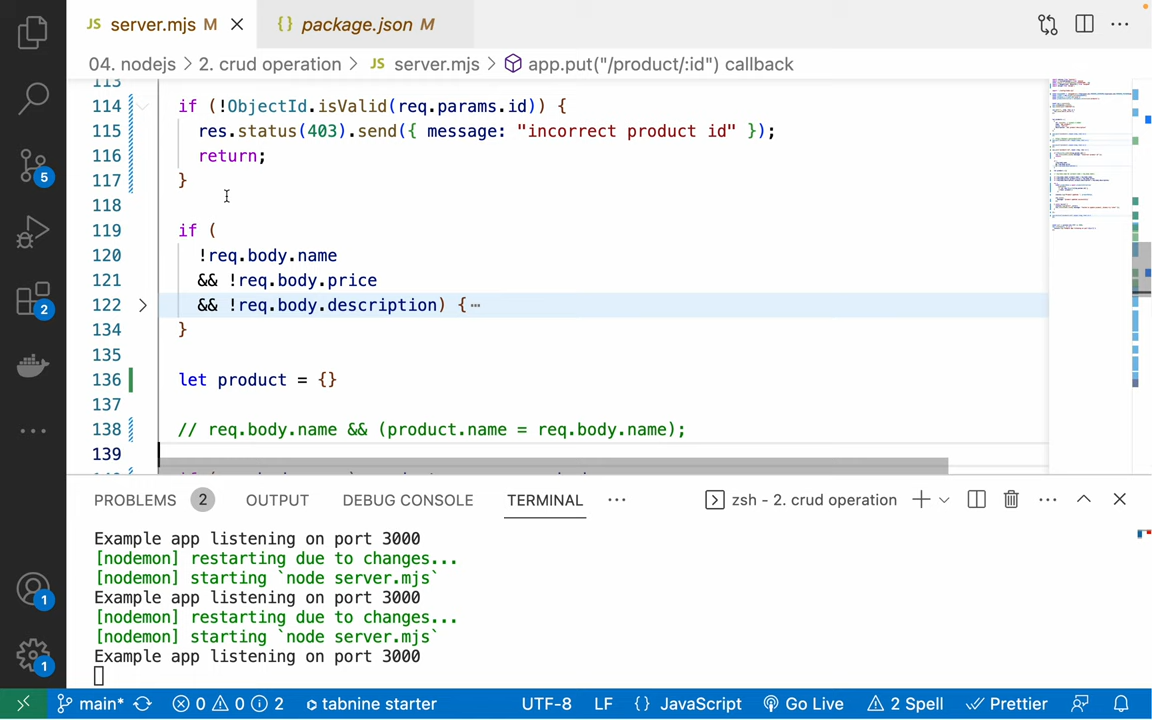 JS server.mjs M
{} package.json M
04. nodejs > 2. crud operation > JS server.mjs > app.put("/product/:id") callback
113
114 if (!ObjectId.isValid(req.params.id)) {
115 res.status(403).send({ message: "incorrect product id" });
116 return;
117 }
118
119 if (
120 !req.body.name
121 && !req.body.price
122 && !req.body.description) {⋯
134 }
135
136 let product = {}
137
138 // req.body.name && (product.name = req.body.name);
139
5
2
1
1
PROBLEMS 2 OUTPUT DEBUG CONSOLE TERMINAL ⋯ zsh - 2. crud operation
Example app listening on port 3000
[nodemon] restarting due to changes...
[nodemon] starting `node server.mjs`
Example app listening on port 3000
[nodemon] restarting due to changes...
[nodemon] starting `node server.mjs`
Example app listening on port 3000
main* 0 0 2 tabnine starter UTF-8 LF {} JavaScript Go Live 2 Spell Prettier